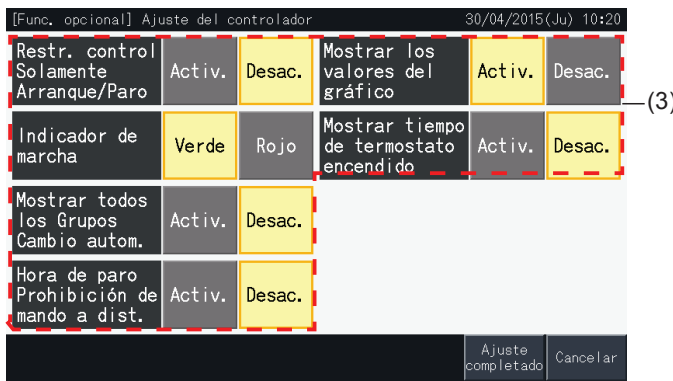 [Func. opcional] Ajuste del controlador 30/04/2015(Ju) 10:20
Restr. control
Solamente
Arranque/Paro
Activ. Desac.
Mostrar los
valores del
gráfico
Activ. Desac.
(3)
Indicador de
marcha
Verde Rojo
Mostrar tiempo
de termostato
encendido
Activ. Desac.
Mostrar todos
los Grupos
Cambio autom.
Activ. Desac.
Hora de paro
Prohibición de
mando a dist.
Activ. Desac.
Ajuste
completado
Cancelar